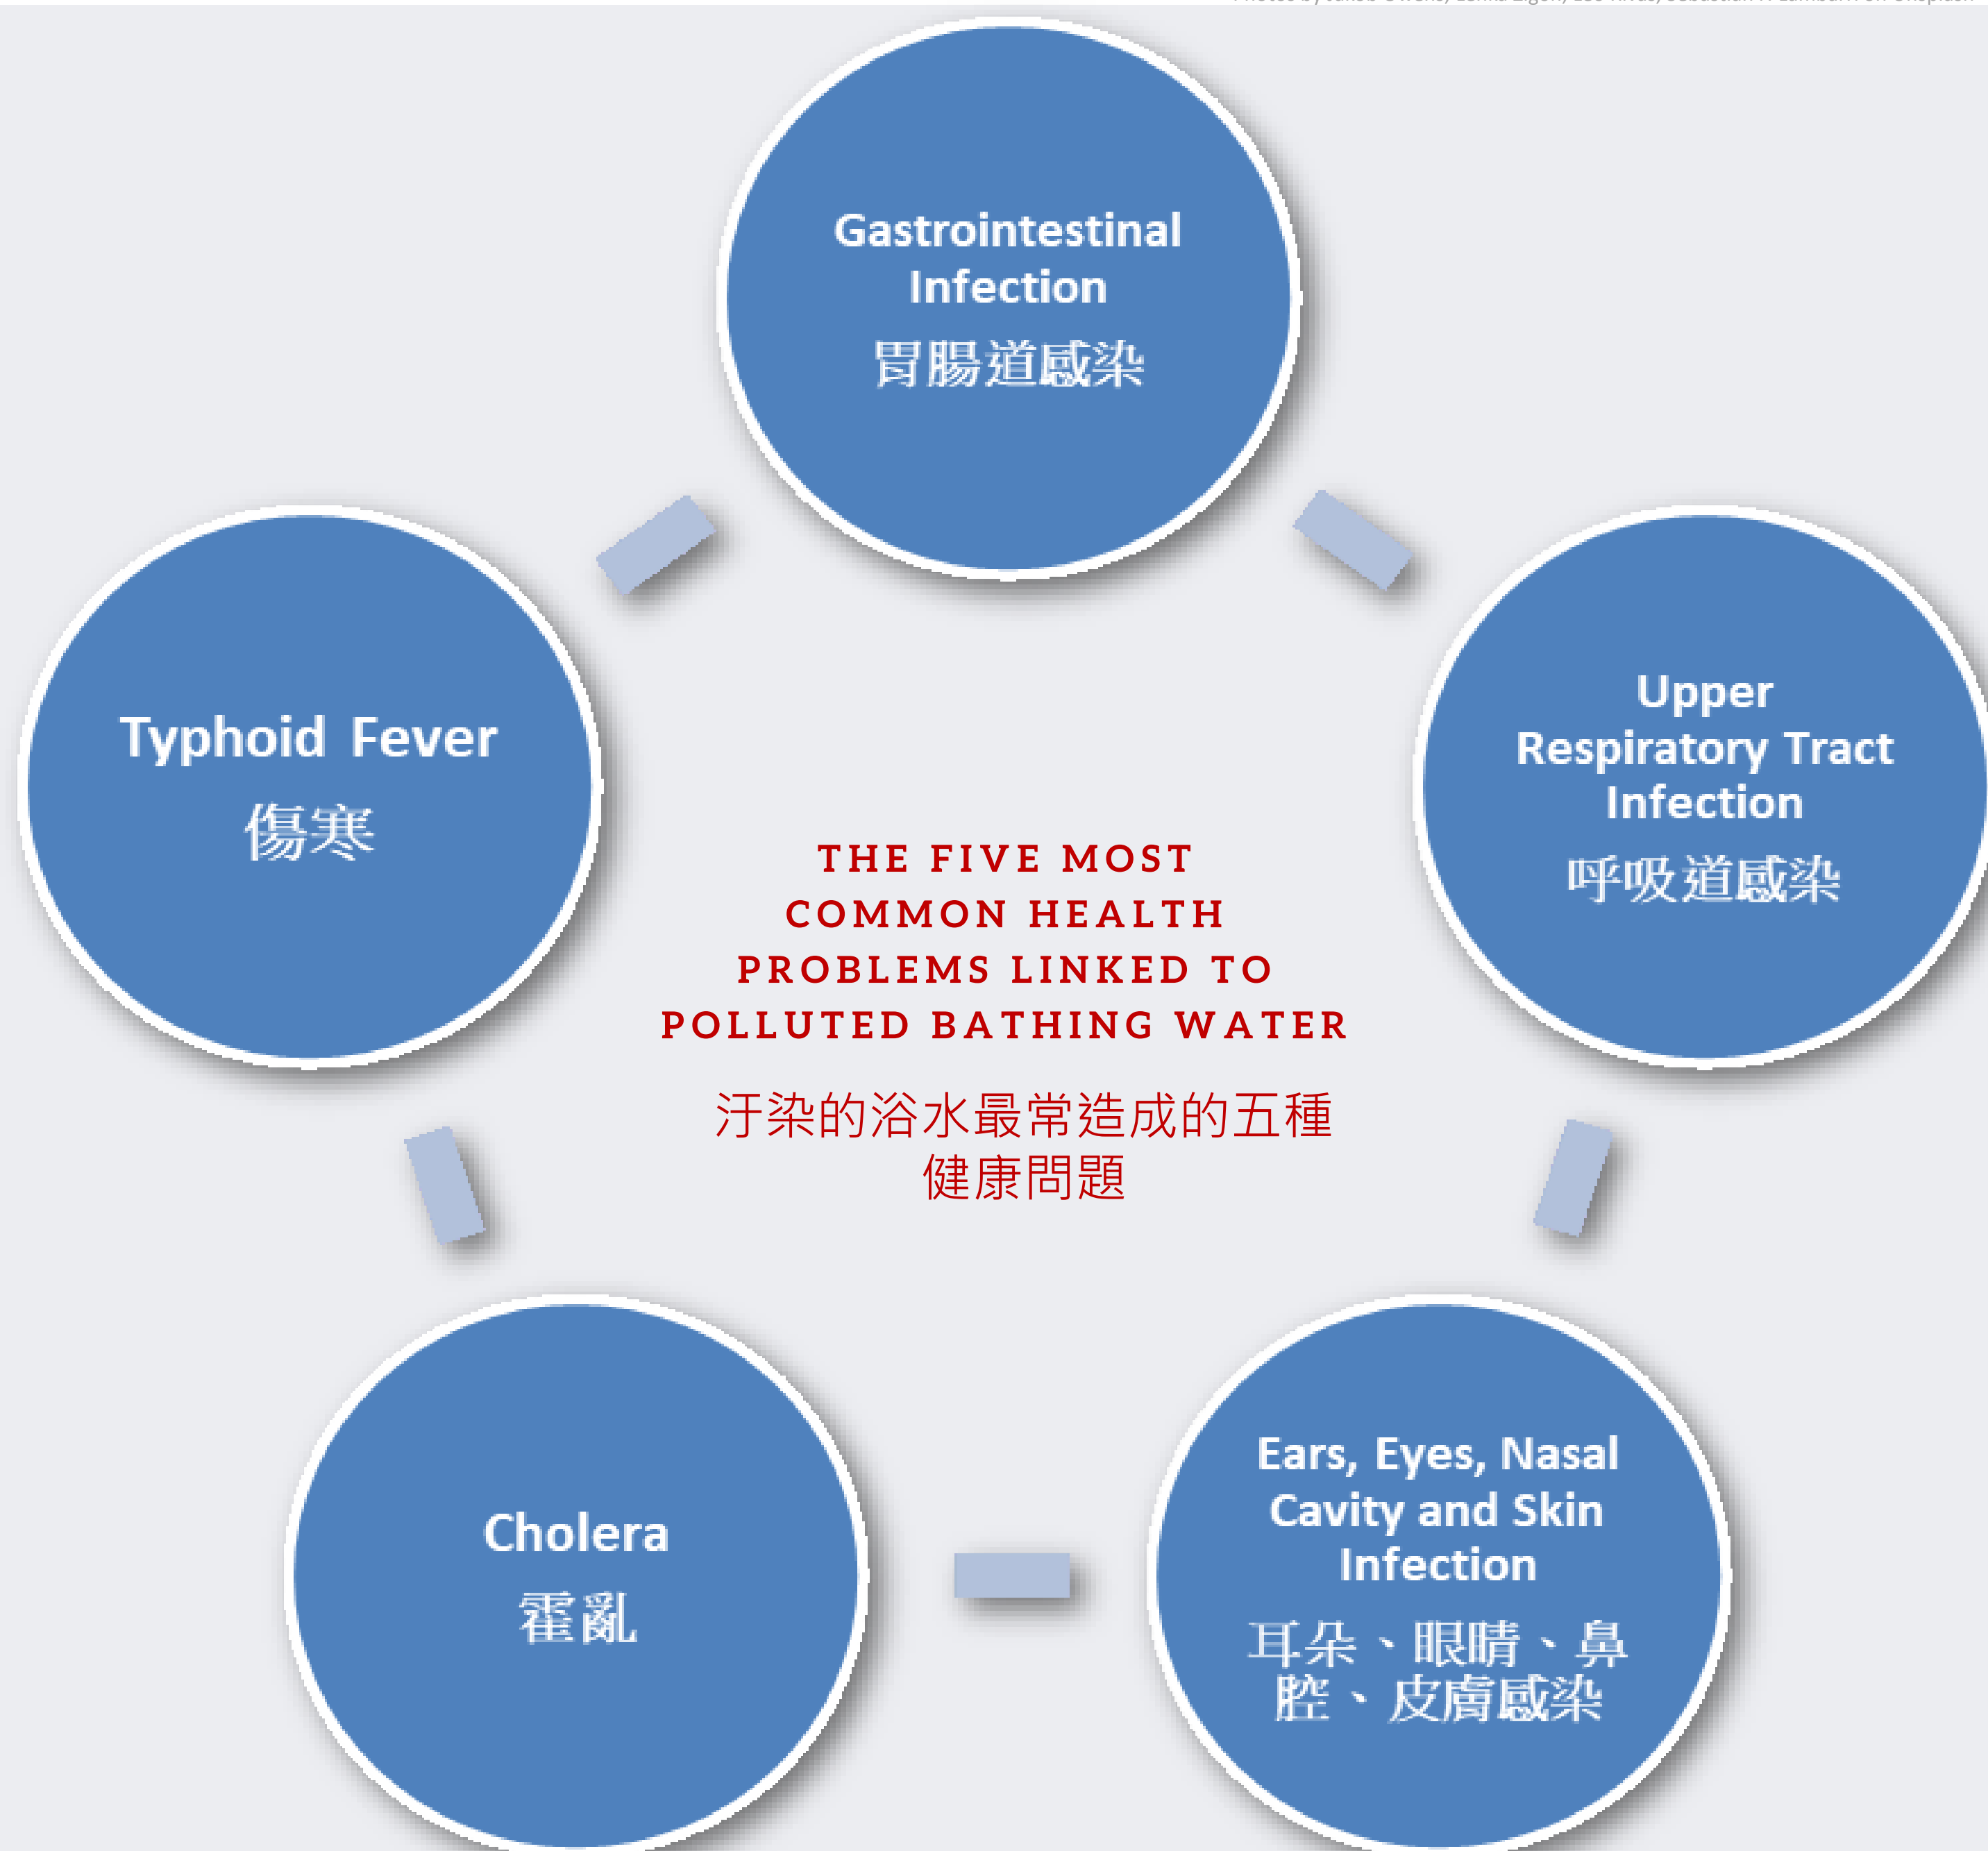 Gastrointestinal
Infection
胃腸道感染
Upper
Respiratory Tract
Infection
呼吸道感染
Ears, Eyes, Nasal
Cavity and Skin
Infection
耳朵、眼睛、鼻
腔、皮膚感染
Cholera
霍亂
Typhoid Fever
傷寒
THE FIVE MOST
COMMON HEALTH
PROBLEMS LINKED TO
POLLUTED BATHING WATER
汙染的浴水最常造成的五種
健康問題